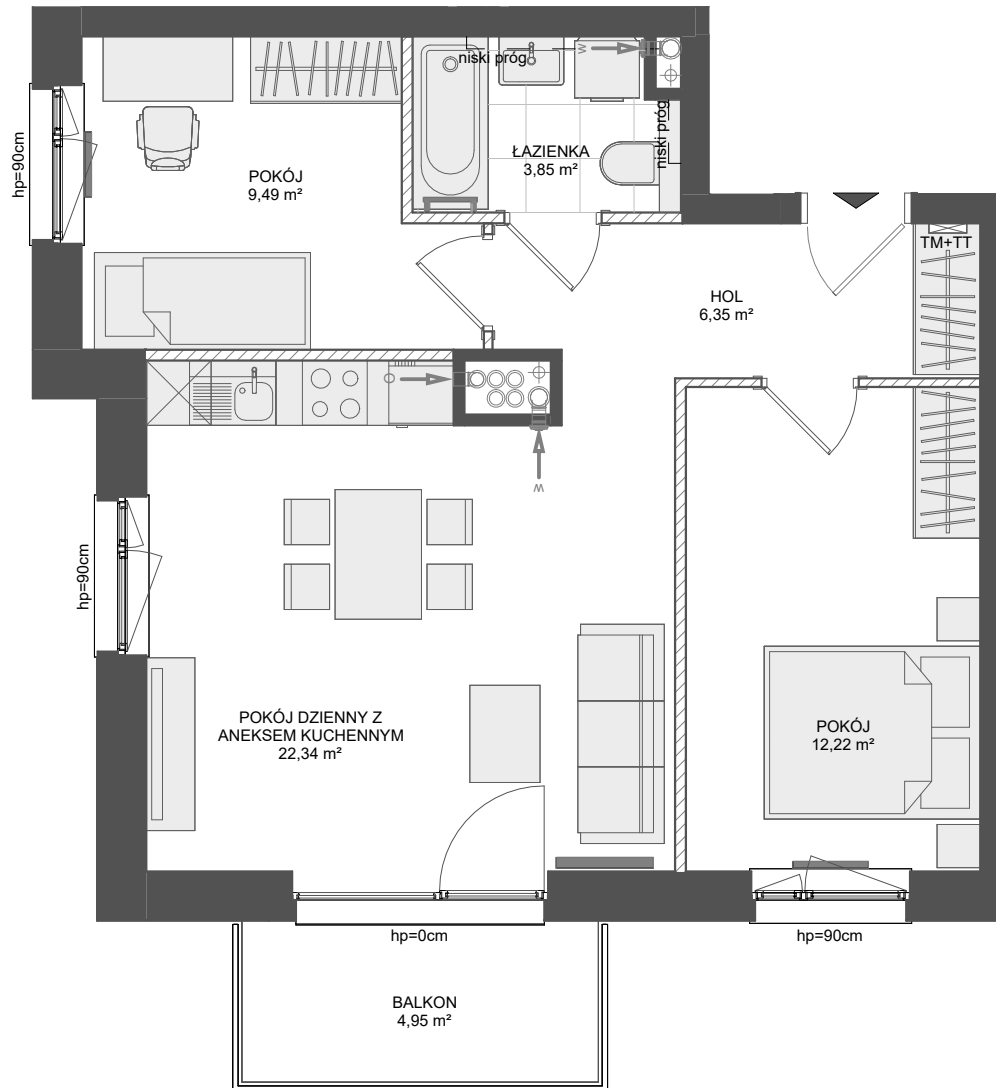 niski próg
W
niski próg
hp=90cm
ŁAZIENKA
3,85 m²
POKÓJ
9,49 m²
TM+TT
HOL
6,35 m²
O
W
hp=90cm
POKÓJ DZIENNY Z
ANEKSEM KUCHENNYM
22,34 m²
POKÓJ
12,22 m²
hp=0cm
hp=90cm
BALKON
4,95 m²